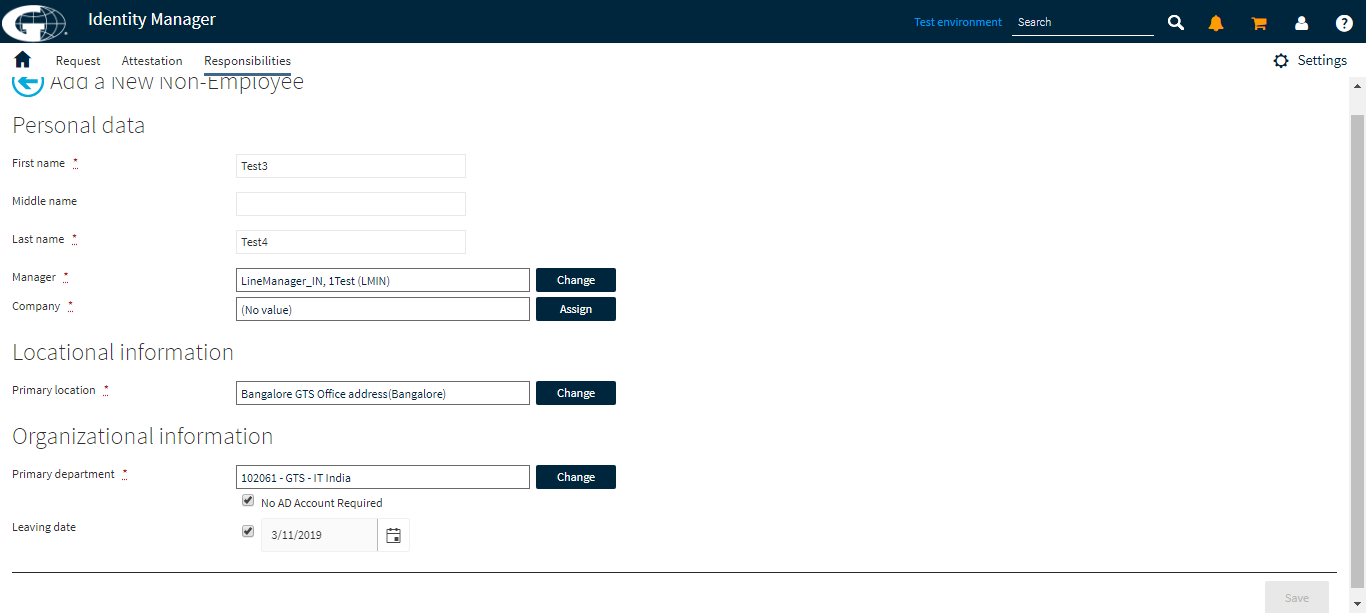 Identity Manager
Test environment
Search
Request
Attestation
Responsibilities
Settings
Add a New Non-Employee
Personal data
First name *
Test3
Middle name
Last name *
Test4
Manager *
LineManager_IN, 1Test (LMIN)
Change
Company *
(No value)
Assign
Locational information
Primary location *
Bangalore GTS Office address(Bangalore)
Change
Organizational information
Primary department *
102061 - GTS - IT India
Change
No AD Account Required
Leaving date
3/11/2019
Save